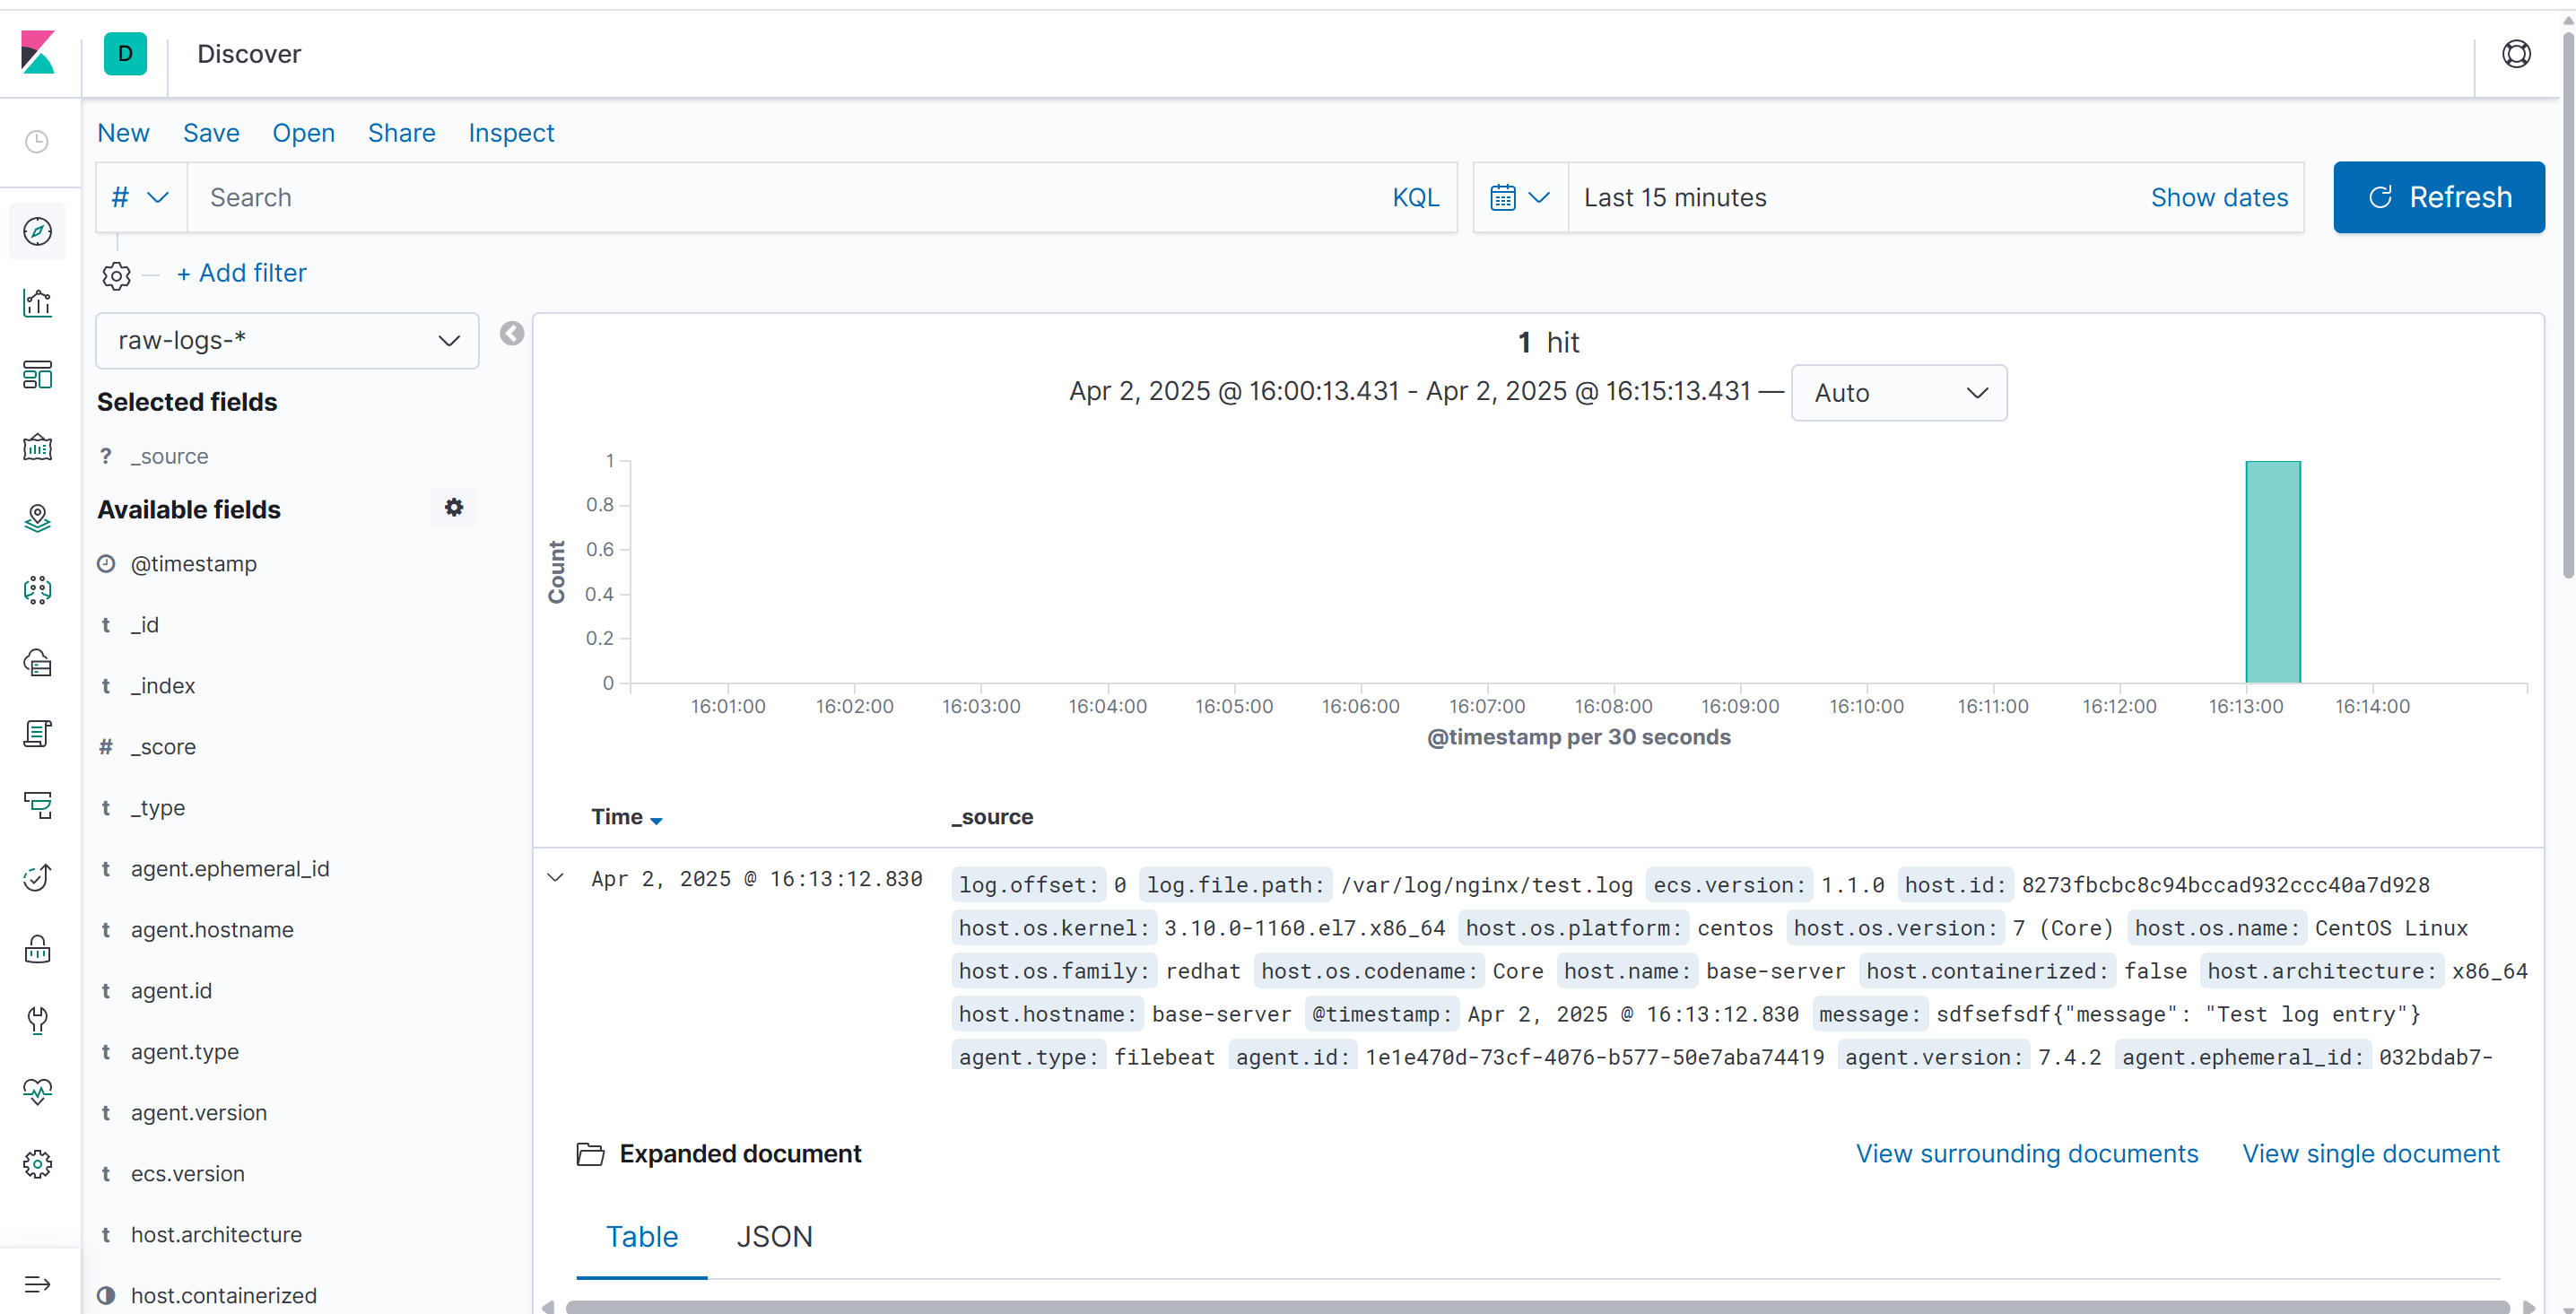 D
Discover
New Save Open Share Inspect
# Search KQL
Last 15 minutes Show dates
Refresh
+ Add filter
raw-logs-*
Selected fields
? _source
Available fields
@timestamp
t _id
t _index
# _score
t _type
t agent.ephemeral_id
t agent.hostname
t agent.id
t agent.type
t agent.version
t ecs.version
t host.architecture
host.containerized
1 hit
Apr 2, 2025 @ 16:00:13.431 - Apr 2, 2025 @ 16:15:13.431 — Auto
Count
1
0.8
0.6
0.4
0.2
0
16:01:00 16:02:00 16:03:00 16:04:00 16:05:00 16:06:00 16:07:00 16:08:00 16:09:00 16:10:00 16:11:00 16:12:00 16:13:00 16:14:00
@timestamp per 30 seconds
Time _source
Apr 2, 2025 @ 16:13:12.830
log.offset: 0 log.file.path: /var/log/nginx/test.log ecs.version: 1.1.0 host.id: 8273fbcbc8c94bccad932ccc40a7d928
host.os.kernel: 3.10.0-1160.el7.x86_64 host.os.platform: centos host.os.version: 7 (Core) host.os.name: CentOS Linux
host.os.family: redhat host.os.codename: Core host.name: base-server host.containerized: false host.architecture: x86_64
host.hostname: base-server @timestamp: Apr 2, 2025 @ 16:13:12.830 message: sdfsefsdf{"message": "Test log entry"}
agent.type: filebeat agent.id: 1e1e470d-73cf-4076-b577-50e7aba74419 agent.version: 7.4.2 agent.ephemeral_id: 032bdab7-
Expanded document
View surrounding documents View single document
Table JSON